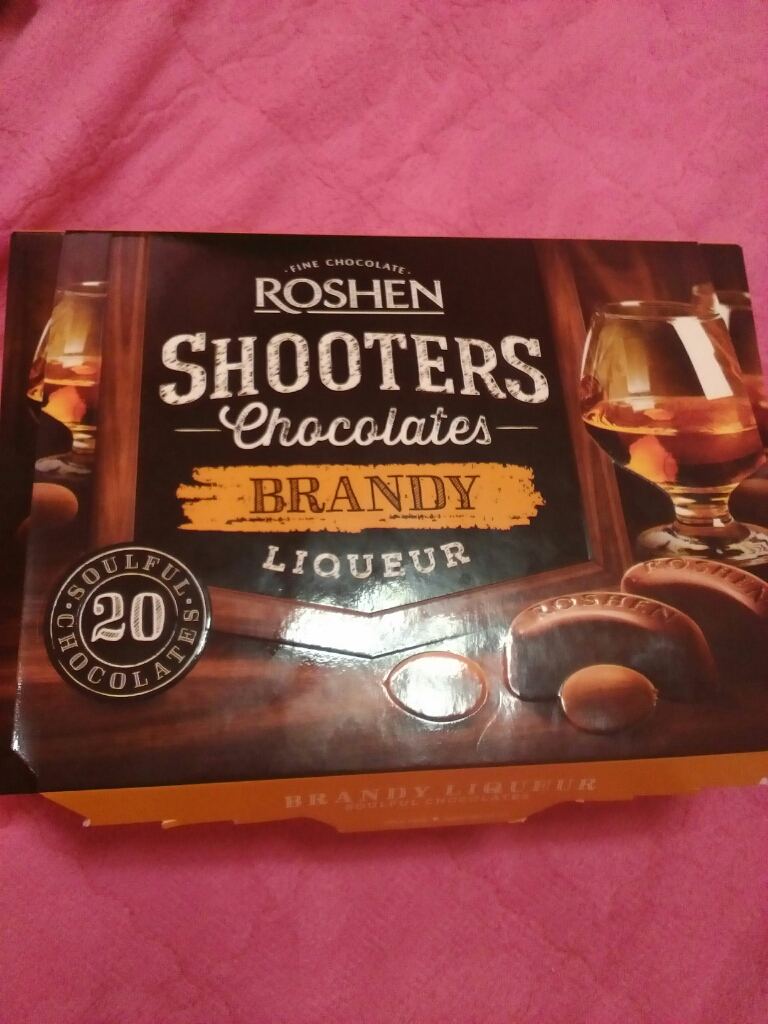 ·FINE CHOCOLATE·
ROSHEN
SHOOTERS
Chocolates
BRANDY
LIQUEUR
·SOULFUL·
20
CHOCOLATES
ROSHEN
ROSHEN
BRANDY LIQUEUR
SOULFUL CHOCOLATES